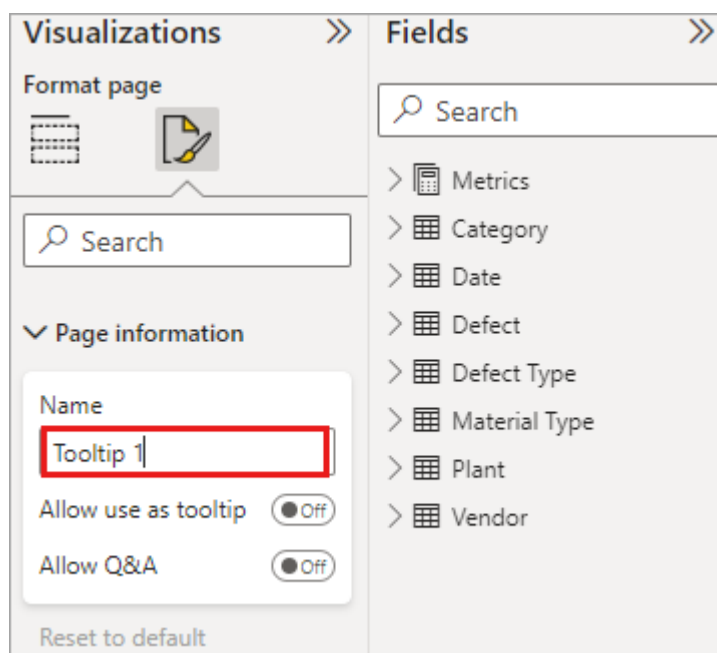 Visualizations
Format page
Search
Page information
Name
Tooltip 1
Allow use as tooltip Off
Allow Q&A Off
Reset to default
Fields
Search
Metrics
Category
Date
Defect
Defect Type
Material Type
Plant
Vendor